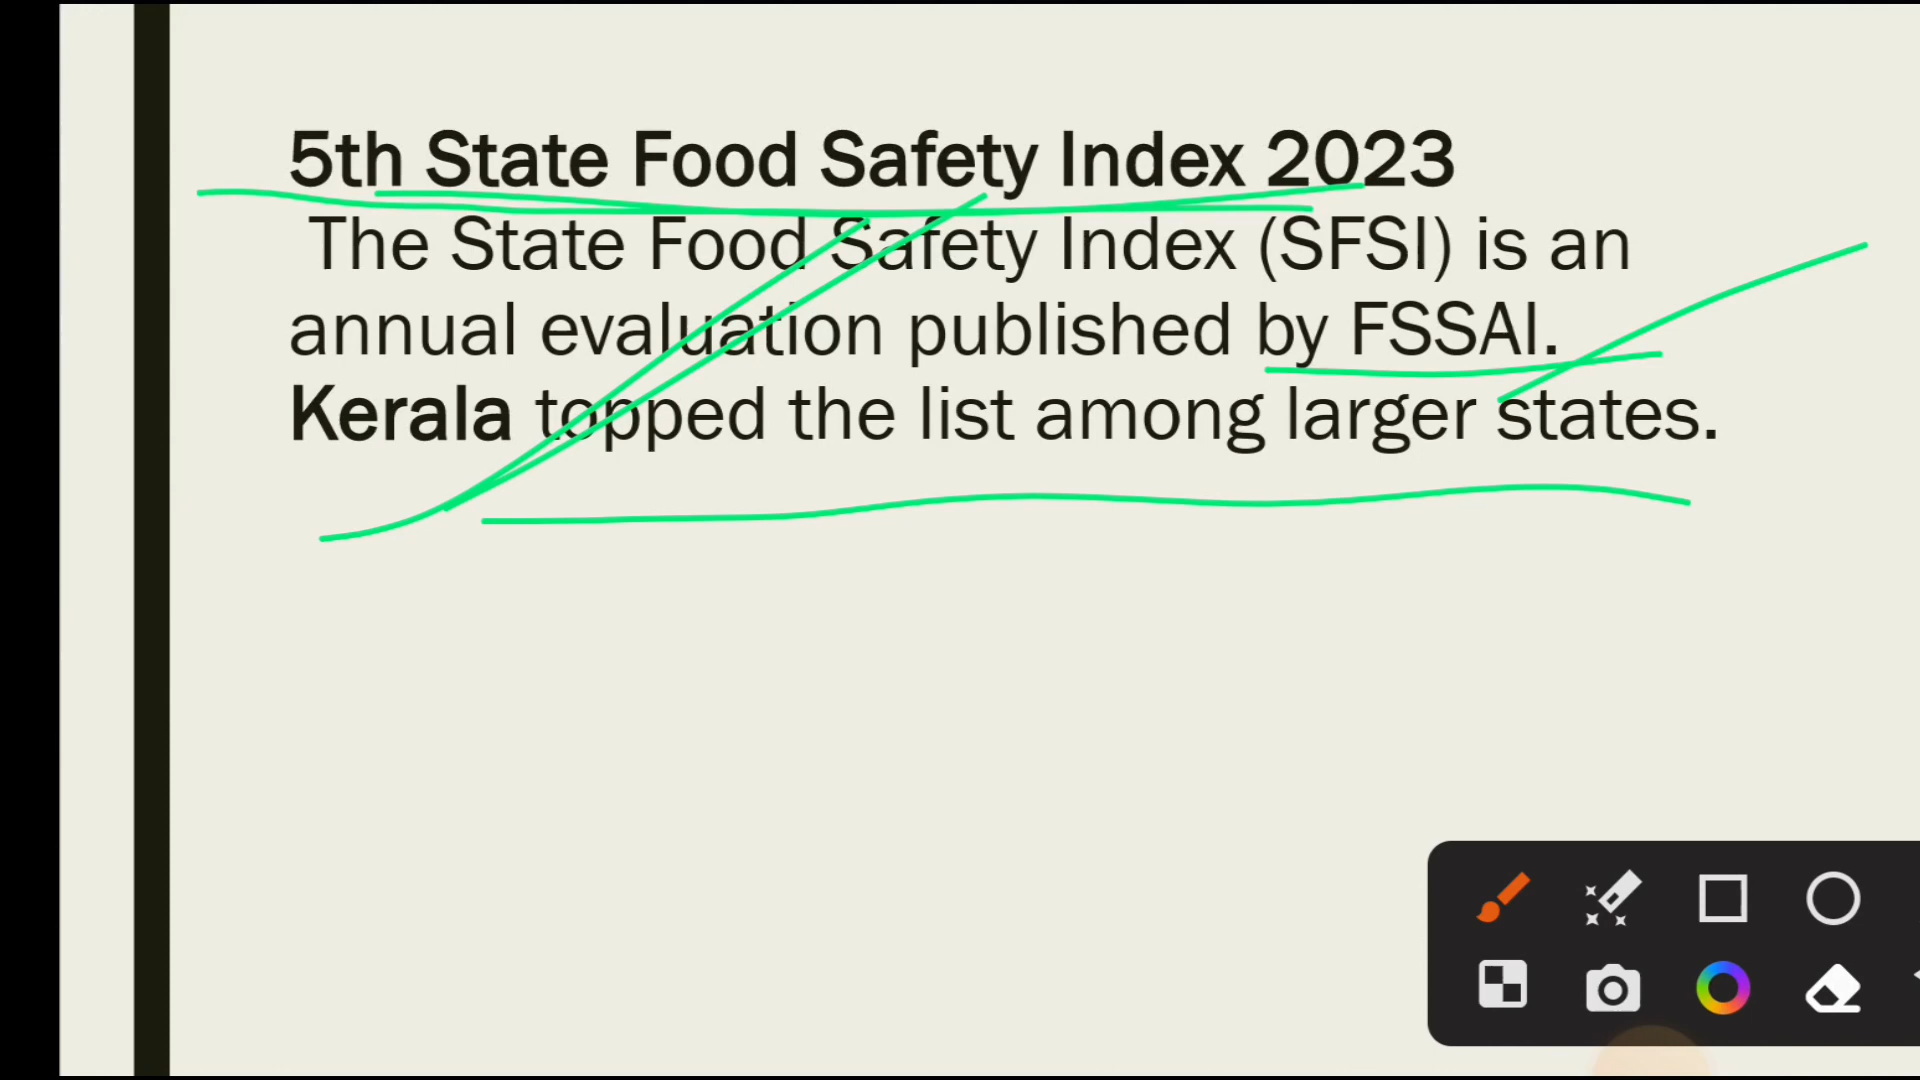 5th State Food Safety Index 2023
The State Food Safety Index (SFSI) is an
annual evaluation published by FSSAI.
Kerala topped the list among larger states.